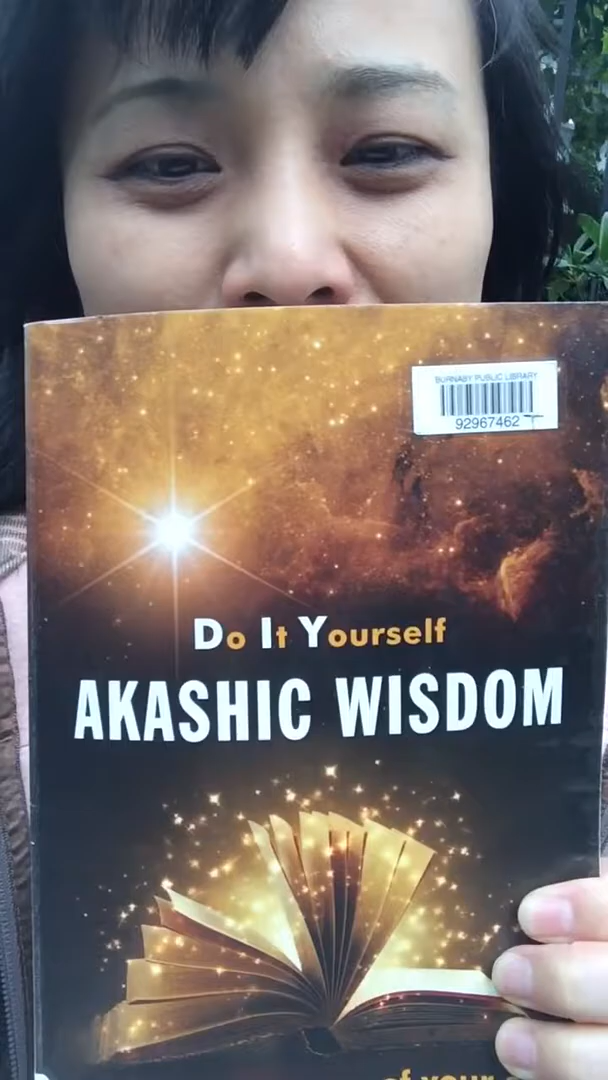 BURNABY PUBLIC LIBRARY
92967462
Do It Yourself
AKASHIC WISDOM
of your